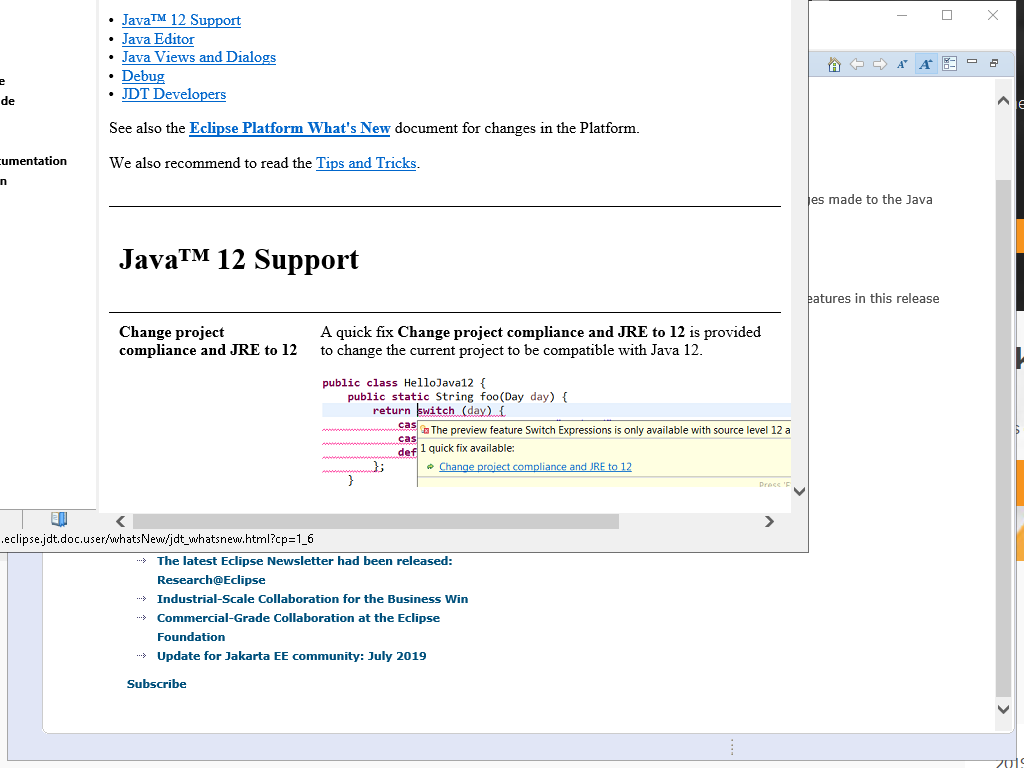 • Java™ 12 Support
• Java Editor
• Java Views and Dialogs
• Debug
• JDT Developers
See also the Eclipse Platform What's New document for changes in the Platform.
We also recommend to read the Tips and Tricks.
Java™ 12 Support
Change project
compliance and JRE to 12
A quick fix Change project compliance and JRE to 12 is provided
to change the current project to be compatible with Java 12.
public class HelloJava12 {
public static String foo(Day day) {
return switch (day) {
cas
The preview feature Switch Expressions is only available with source level 12 a
cas
1 quick fix available:
def
Change project compliance and JRE to 12
};
}
.eclipse.jdt.doc.user/whatsNew/jdt_whatsnew.html?cp=1_6
made to the Java
in this release
The latest Eclipse Newsletter had been released:
Research@Eclipse
Industrial-Scale Collaboration for the Business Win
Commercial-Grade Collaboration at the Eclipse
Foundation
Update for Jakarta EE community: July 2019
Subscribe